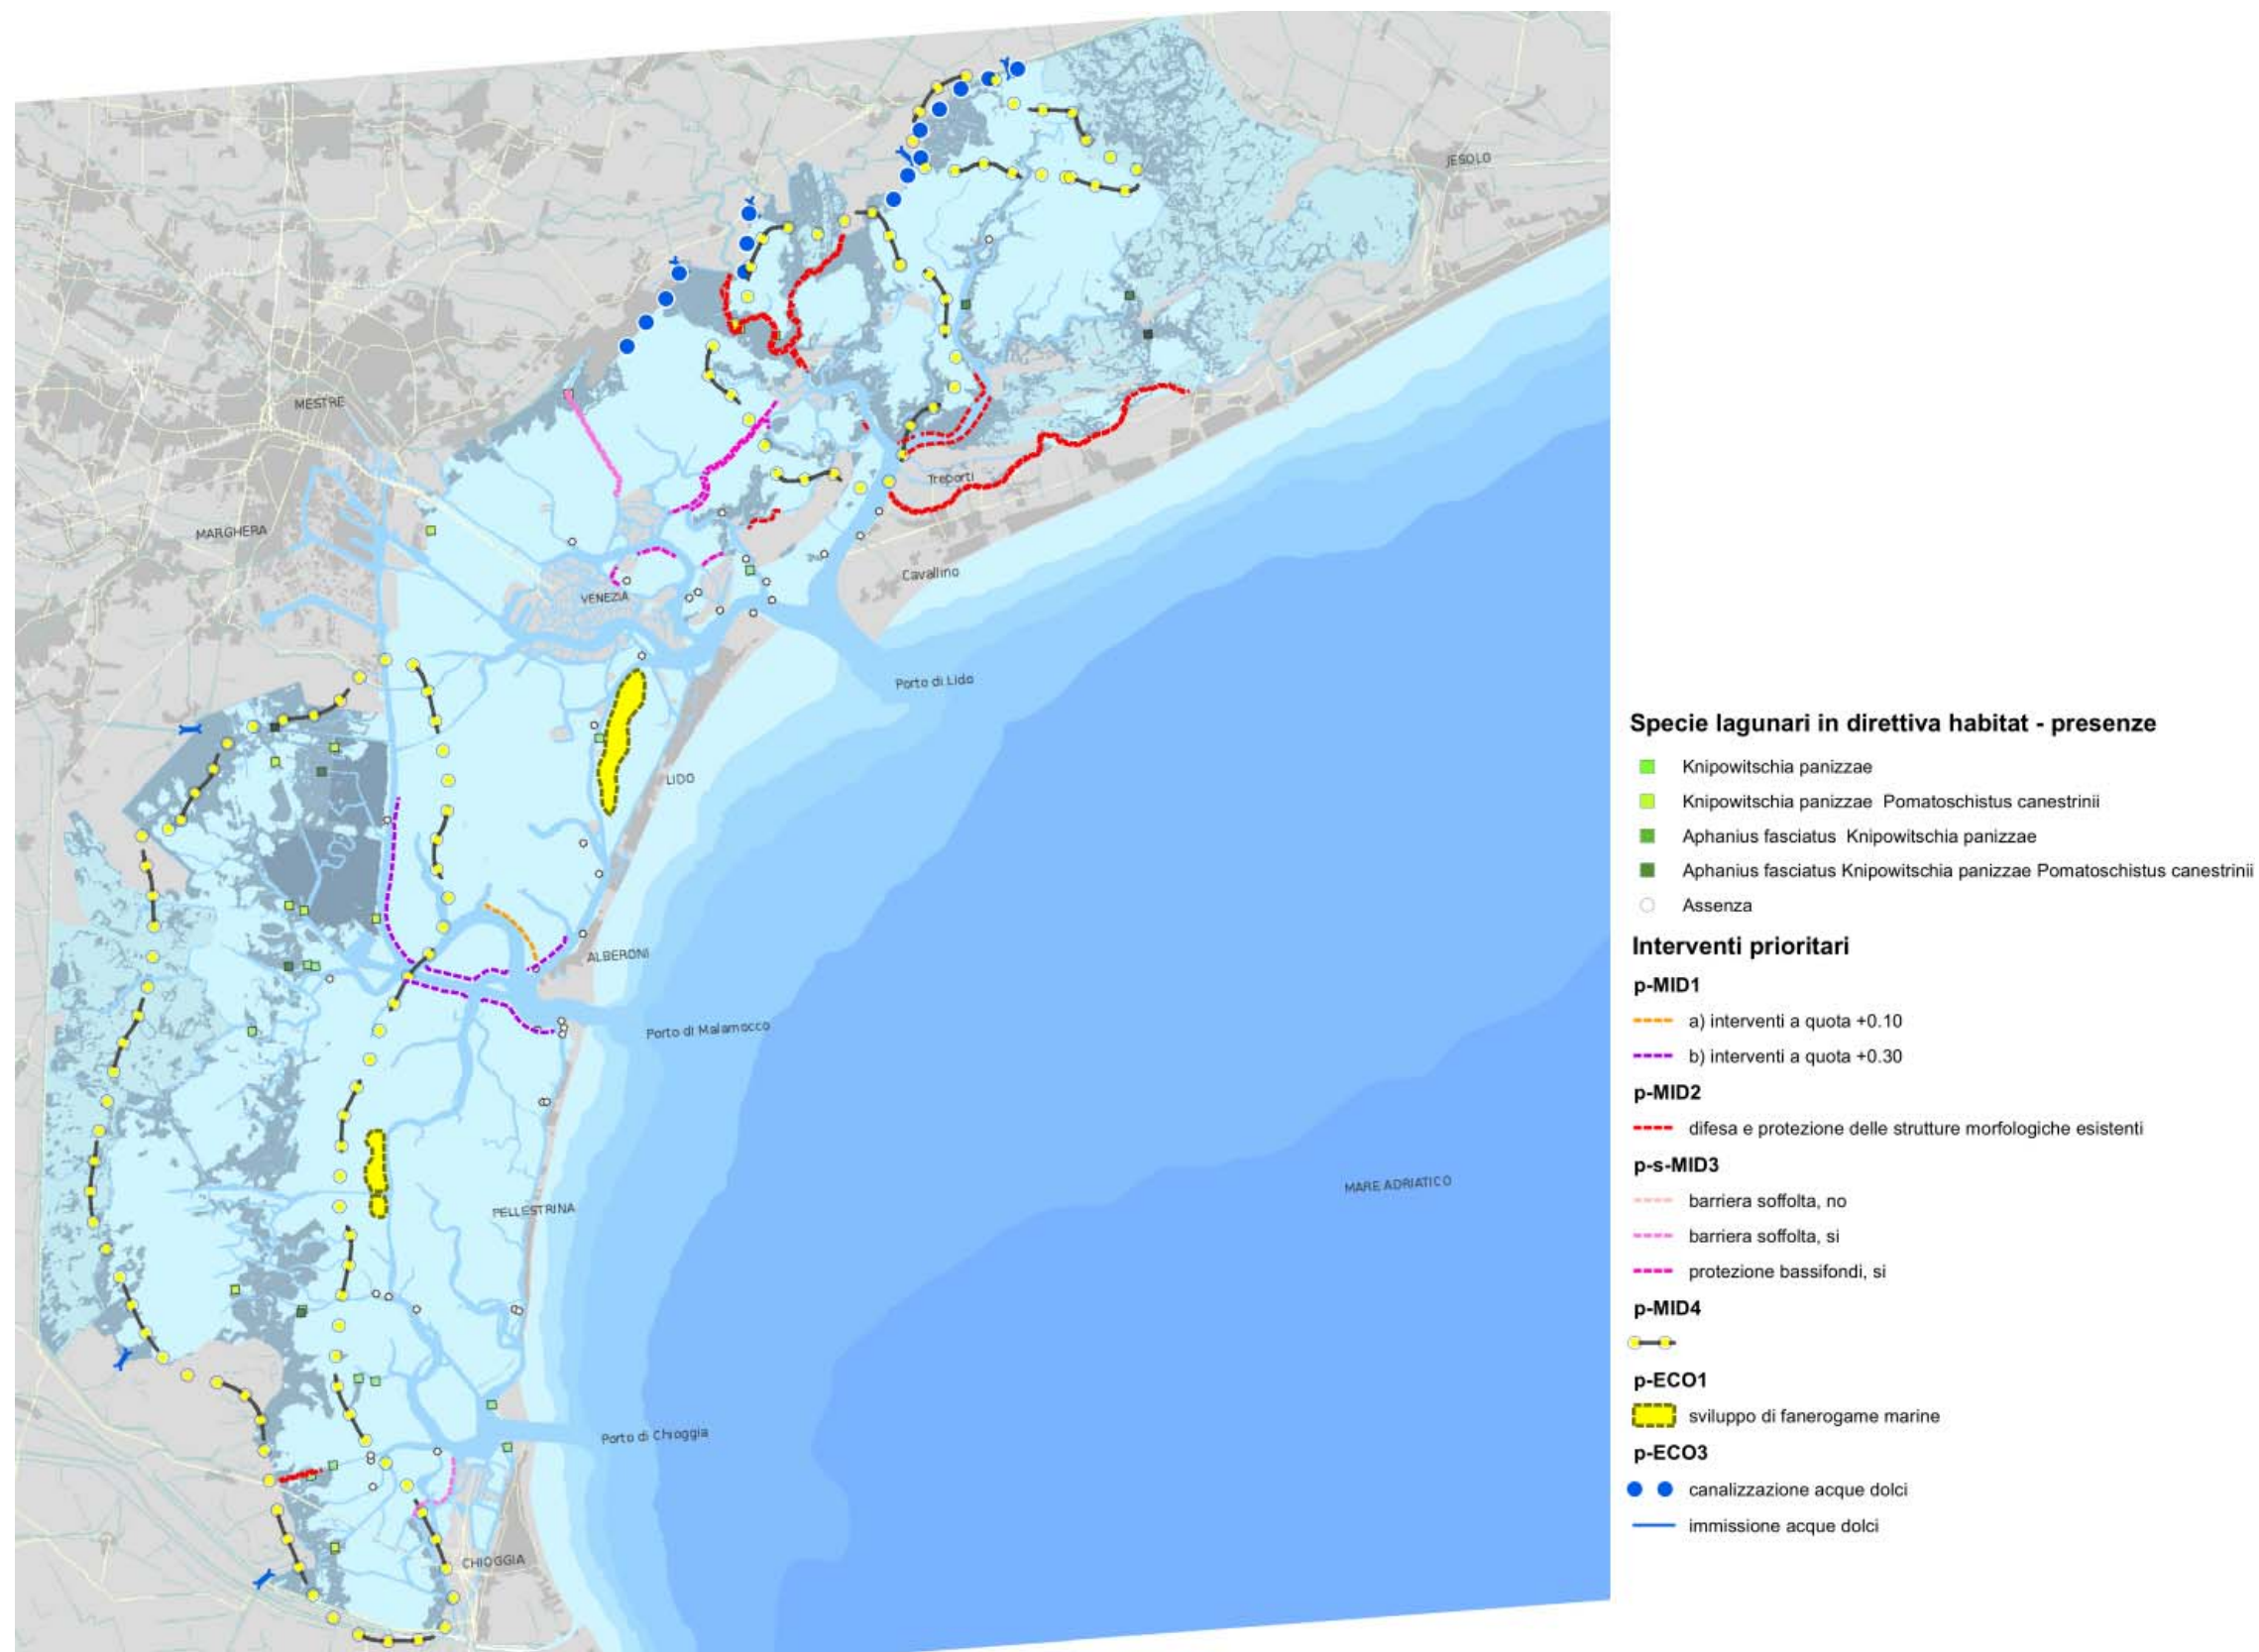 JESOLO
MESTRE
Treporti
MARGHERA
Cavallino
VENEZIA
Porto di Lido
LIDO
ALBERONI
Porto di Malamocco
MARE ADRIATICO
PELLESTRINA
Porto di Chioggia
CHIOGGIA
Specie lagunari in direttiva habitat - presenze
Knipowitschia panizzae
Knipowitschia panizzae Pomatoschistus canestrinii
Aphanius fasciatus Knipowitschia panizzae
Aphanius fasciatus Knipowitschia panizzae Pomatoschistus canestrinii
Assenza
Interventi prioritari
p-MID1
a) interventi a quota +0.10
b) interventi a quota +0.30
p-MID2
difesa e protezione delle strutture morfologiche esistenti
p-s-MID3
barriera soffolta, no
barriera soffolta, si
protezione bassifondi, si
p-MID4
p-ECO1
sviluppo di fanerogame marine
p-ECO3
canalizzazione acque dolci
immissione acque dolci